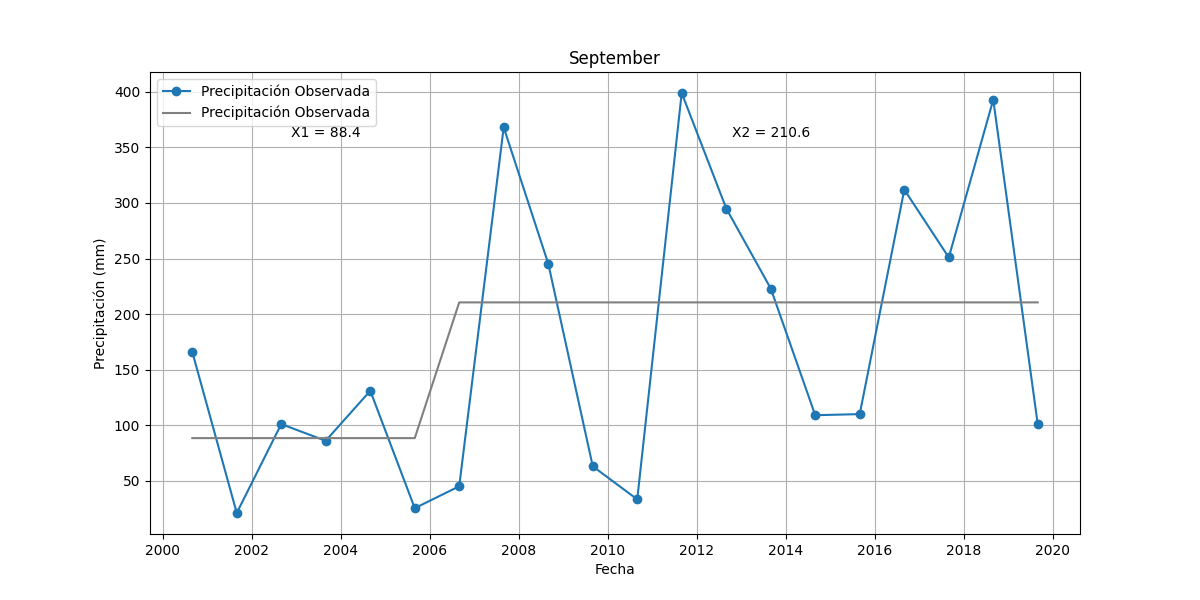 September
Precipitación Observada
Precipitación Observada
X1 = 88.4
X2 = 210.6
Precipitación (mm)
400
350
300
250
200
150
100
50
2000 2002 2004 2006 2008 2010 2012 2014 2016 2018 2020
Fecha